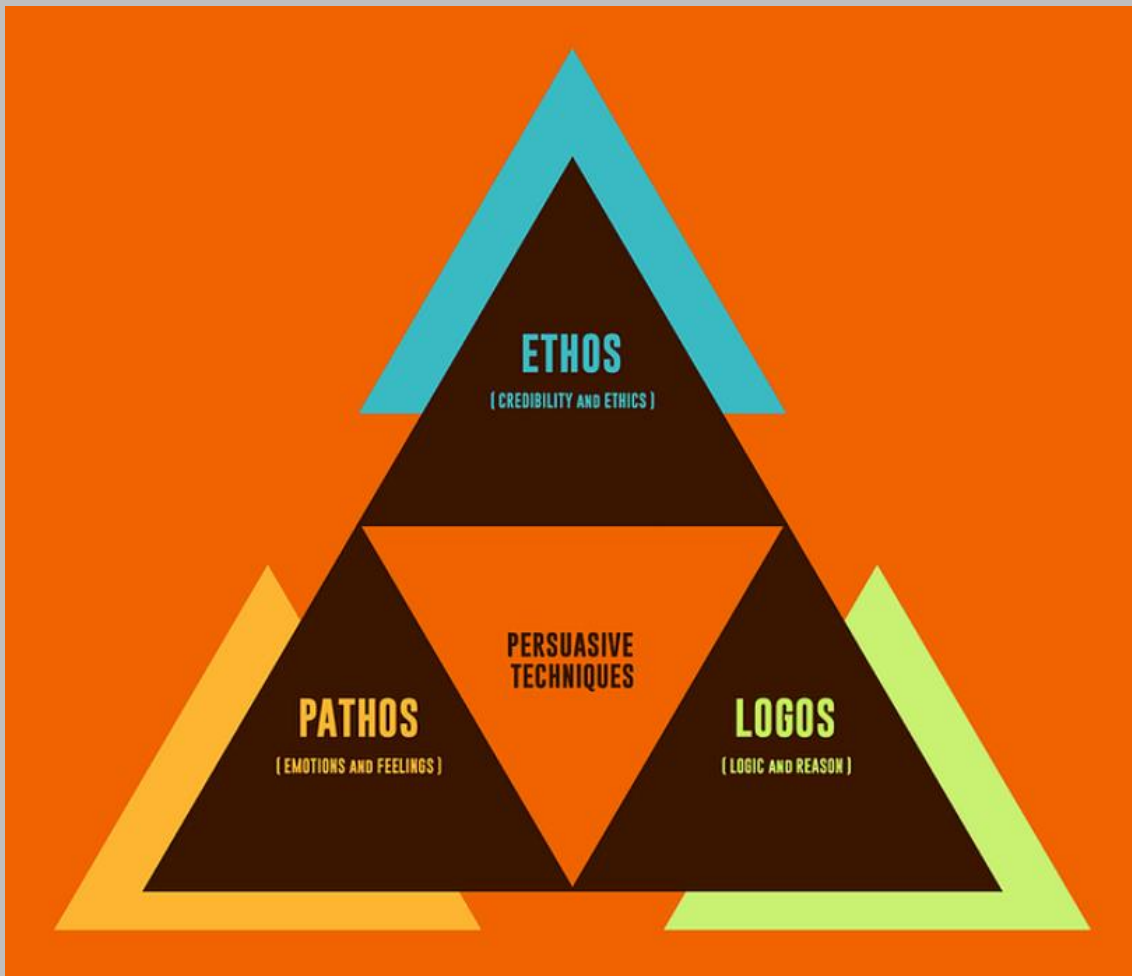 ETHOS
(CREDIBILITY AND ETHICS)
PERSUASIVE
TECHNIQUES
PATHOS
(EMOTIONS AND FEELINGS)
LOGOS
(LOGIC AND REASON)